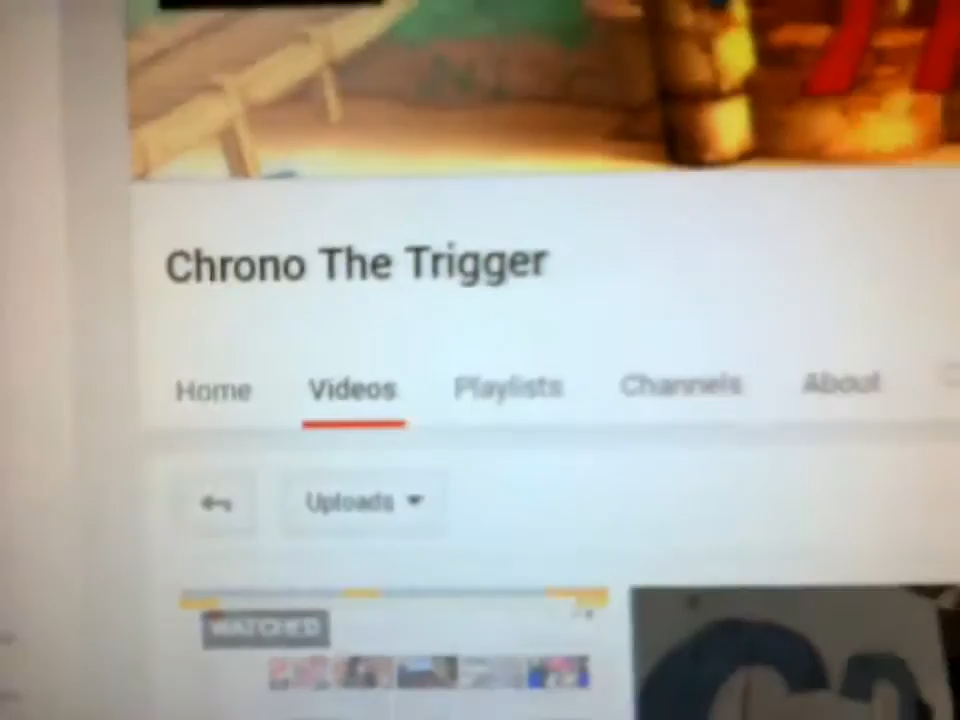 Chrono The Trigger
Home Videos Playlists Channels About
Uploads
WATCHED